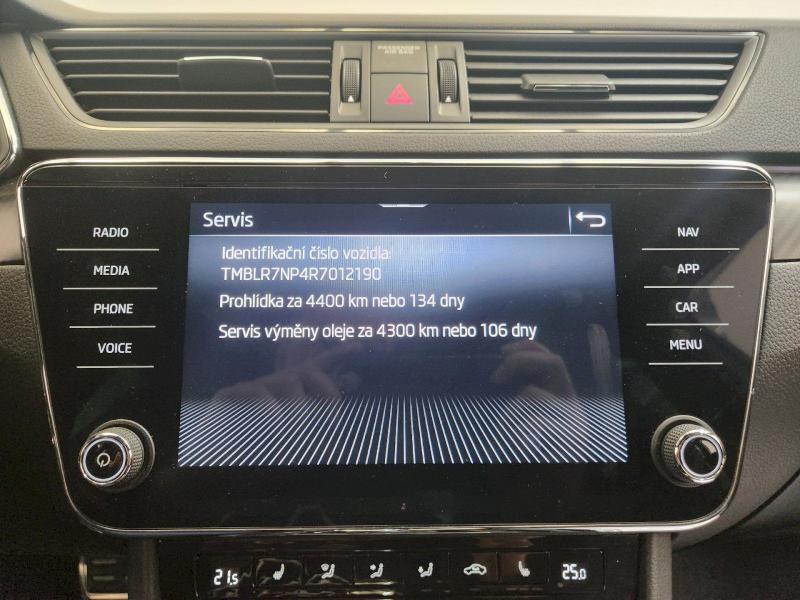 PASSENGER
AIR BAG
Servis
RADIO
MEDIA
PHONE
VOICE
Identifikační číslo vozidla:
TMBLR7NP4R7012190
Prohlídka za 4400 km nebo 134 dny
Servis výměny oleje za 4300 km nebo 106 dny
NAV
APP
CAR
MENU
21.5
25.0